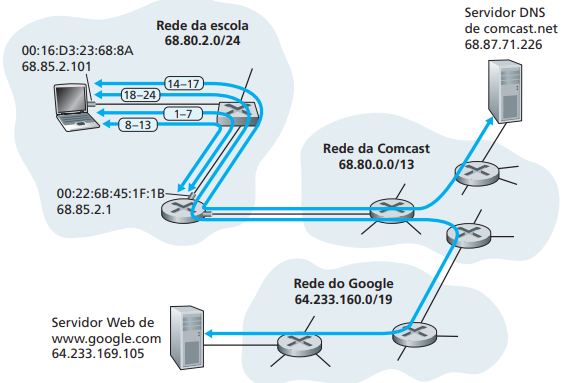 Rede da escola
68.80.2.0/24
00:16:D3:23:68:8A
68.85.2.101
14–17
18–24
1–7
8–13
00:22:6B:45:1F:1B
68.85.2.1
Servidor DNS
de comcast.net
68.87.71.226
Rede da Comcast
68.80.0.0/13
Rede do Google
64.233.160.0/19
Servidor Web de
www.google.com
64.233.169.105